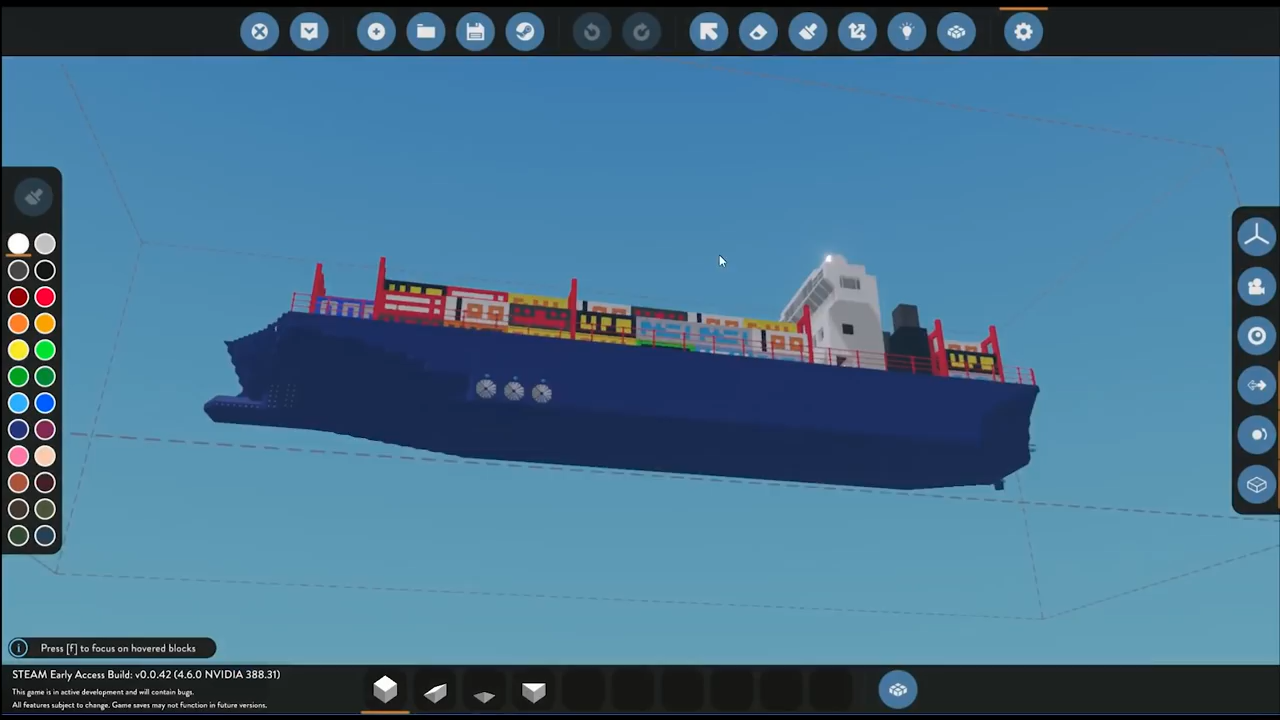 Press [f] to focus on hovered blocks
STEAM Early Access Build: v0.0.42 (4.6.0 NVIDIA 388.31)
This game is in active development and will contain bugs.
All features subject to change. Game saves may not function in future versions.